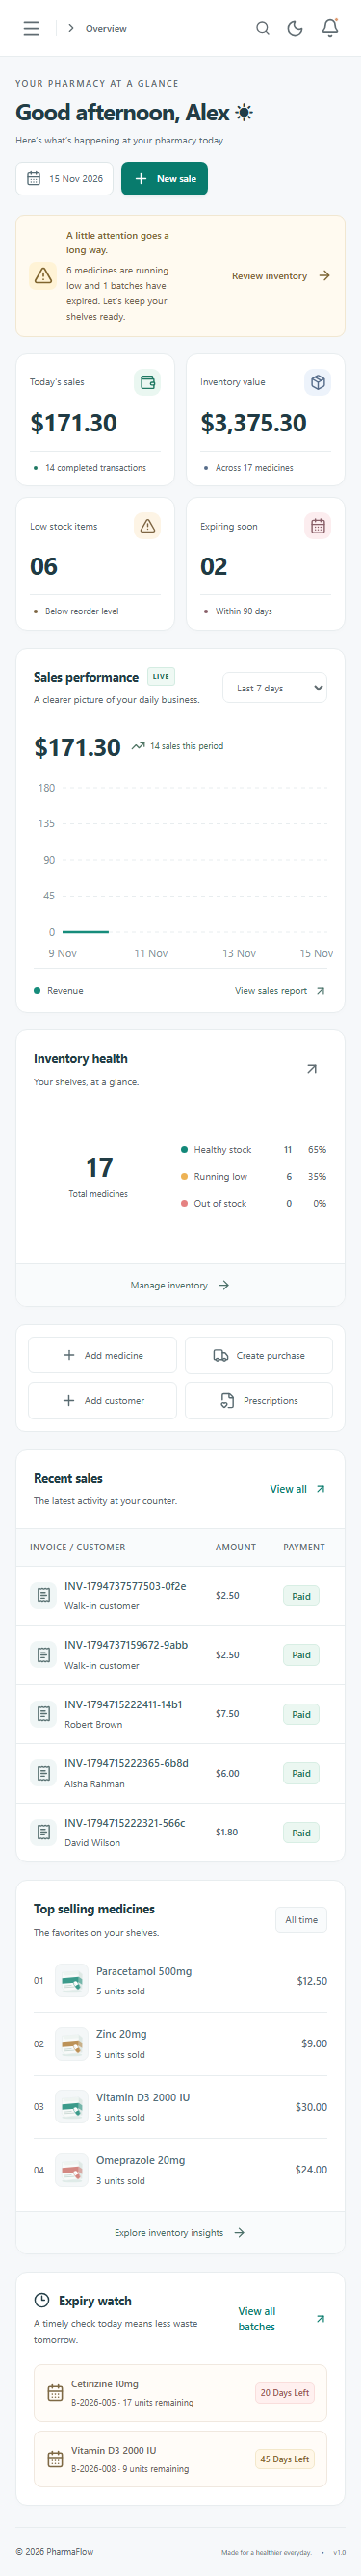 Overview
YOUR PHARMACY AT A GLANCE
Good afternoon, Alex
Here's what's happening at your pharmacy today.
15 Nov 2026
New sale
A little attention goes a
long way.
6 medicines are running
low and 1 batches have
expired. Let's keep your
shelves ready.
Review inventory
Today's sales
$171.30
14 completed transactions
Inventory value
$3,375.30
Across 17 medicines
Low stock items
06
Below reorder level
Expiring soon
02
Within 90 days
Sales performance LIVE
A clearer picture of your daily business.
Last 7 days
$171.30 14 sales this period
180
135
90
45
0
9 Nov 11 Nov 13 Nov 15 Nov
Revenue
View sales report
Inventory health
Your shelves, at a glance.
17
Total medicines
Healthy stock 11 65%
Running low 6 35%
Out of stock 0 0%
Manage inventory
Add medicine
Create purchase
Add customer
Prescriptions
Recent sales
The latest activity at your counter.
View all
INVOICE / CUSTOMER AMOUNT PAYMENT
INV-1794737577503-0f2e
Walk-in customer
$2.50
Paid
INV-1794737159672-9abb
Walk-in customer
$2.50
Paid
INV-1794715222411-14b1
Robert Brown
$7.50
Paid
INV-1794715222365-6b8d
Aisha Rahman
$6.00
Paid
INV-1794715222321-566c
David Wilson
$1.80
Paid
Top selling medicines
The favorites on your shelves.
All time
01
Paracetamol 500mg
5 units sold
$12.50
02
Zinc 20mg
3 units sold
$9.00
03
Vitamin D3 2000 IU
3 units sold
$30.00
04
Omeprazole 20mg
3 units sold
$24.00
Explore inventory insights
Expiry watch
A timely check today means less waste
tomorrow.
View all
batches
Cetirizine 10mg
B-2026-005 · 17 units remaining
20 Days Left
Vitamin D3 2000 IU
B-2026-008 · 9 units remaining
45 Days Left
© 2026 PharmaFlow
Made for a healthier everyday. • v1.0